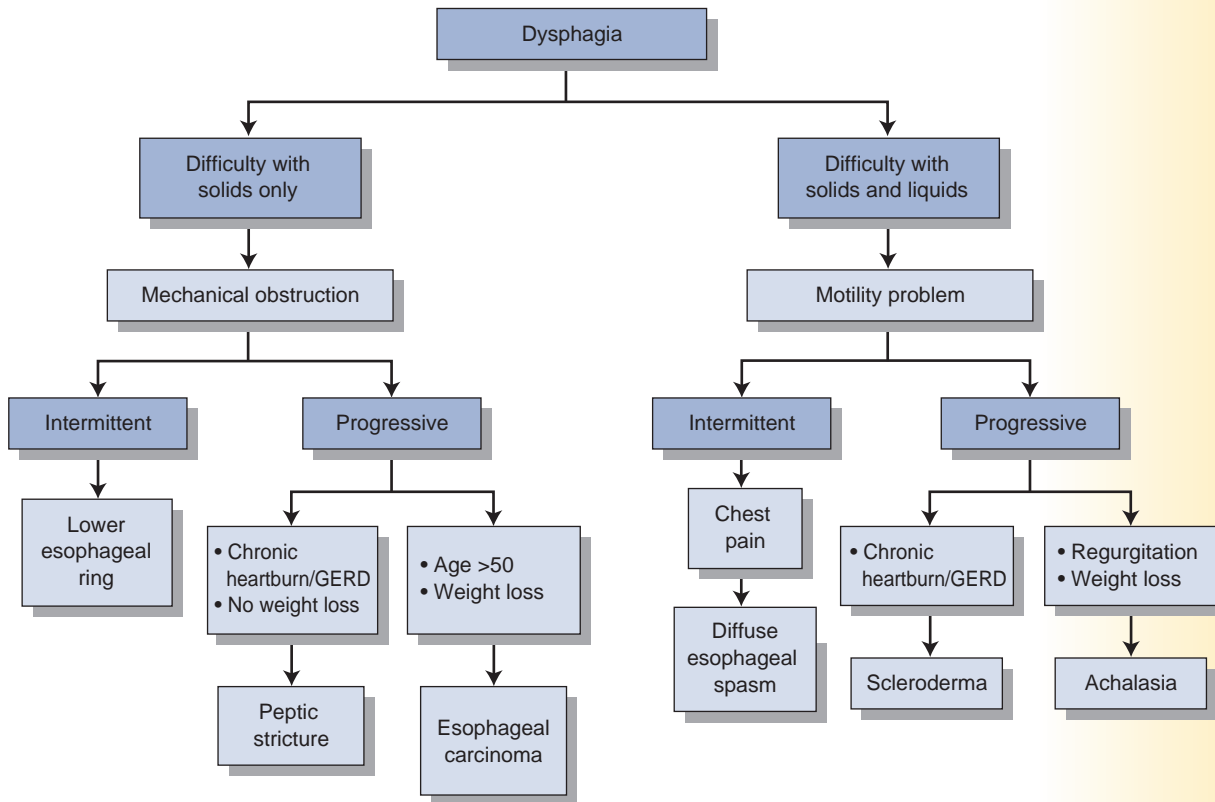 Dysphagia
Difficulty with
solids only
Difficulty with
solids and liquids
Mechanical obstruction
Motility problem
Intermittent
Progressive
Intermittent
Progressive
Lower
esophageal
ring
• Chronic
heartburn/GERD
• No weight loss
• Age >50
• Weight loss
Chest
pain
• Chronic
heartburn/GERD
• Regurgitation
• Weight loss
Peptic
stricture
Esophageal
carcinoma
Diffuse
esophageal
spasm
Scleroderma
Achalasia